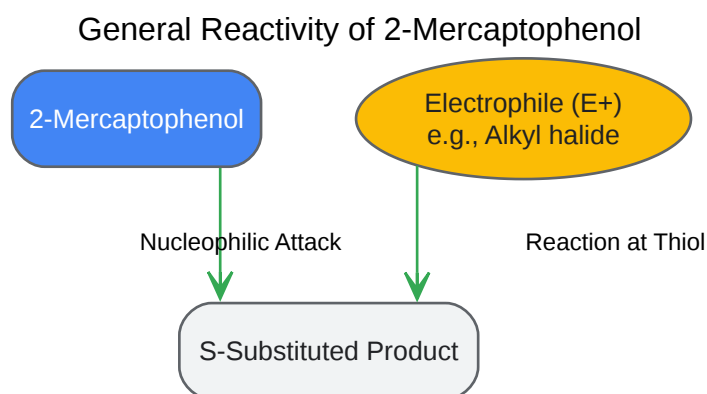 General Reactivity of 2-Mercaptophenol
2-Mercaptophenol
Electrophile (E+)
e.g., Alkyl halide
Nucleophilic Attack
Reaction at Thiol
S-Substituted Product